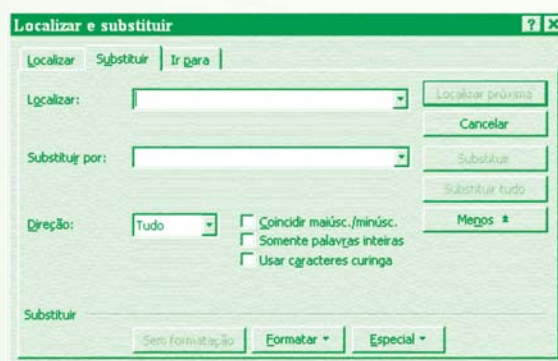 Localizar e substituir
Localizar Substituir Ir para
Localizar: Localizar próxima
Cancelar
Substituir por: Substituir
Substituir tudo
Direção: Tudo Coincidir maiúsc./minúsc. Menos
Somente palavras inteiras
Usar caracteres curinga
Substituir
Sem formatação Formatar Especial